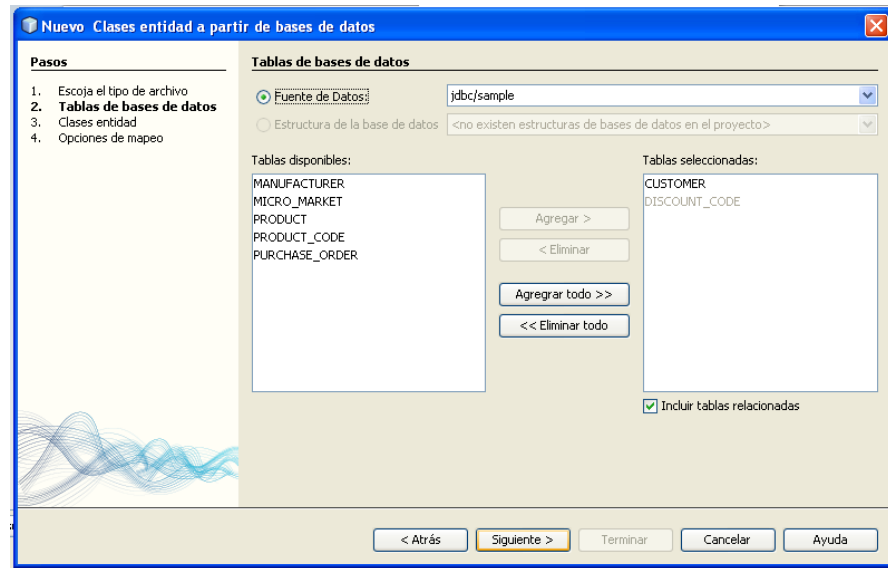 Nuevo Clases entidad a partir de bases de datos
Pasos
1. Escoja el tipo de archivo
2. Tablas de bases de datos
3. Clases entidad
4. Opciones de mapeo
Tablas de bases de datos
Fuente de Datos: jdbc/sample
Estructura de la base de datos <no existen estructuras de bases de datos en el proyecto>
Tablas disponibles:
MANUFACTURER
MICRO_MARKET
PRODUCT
PRODUCT_CODE
PURCHASE_ORDER
Agregar >
< Eliminar
Agregrar todo >>
<< Eliminar todo
Tablas seleccionadas:
CUSTOMER
DISCOUNT_CODE
Incluir tablas relacionadas
< Atrás Siguiente > Terminar Cancelar Ayuda